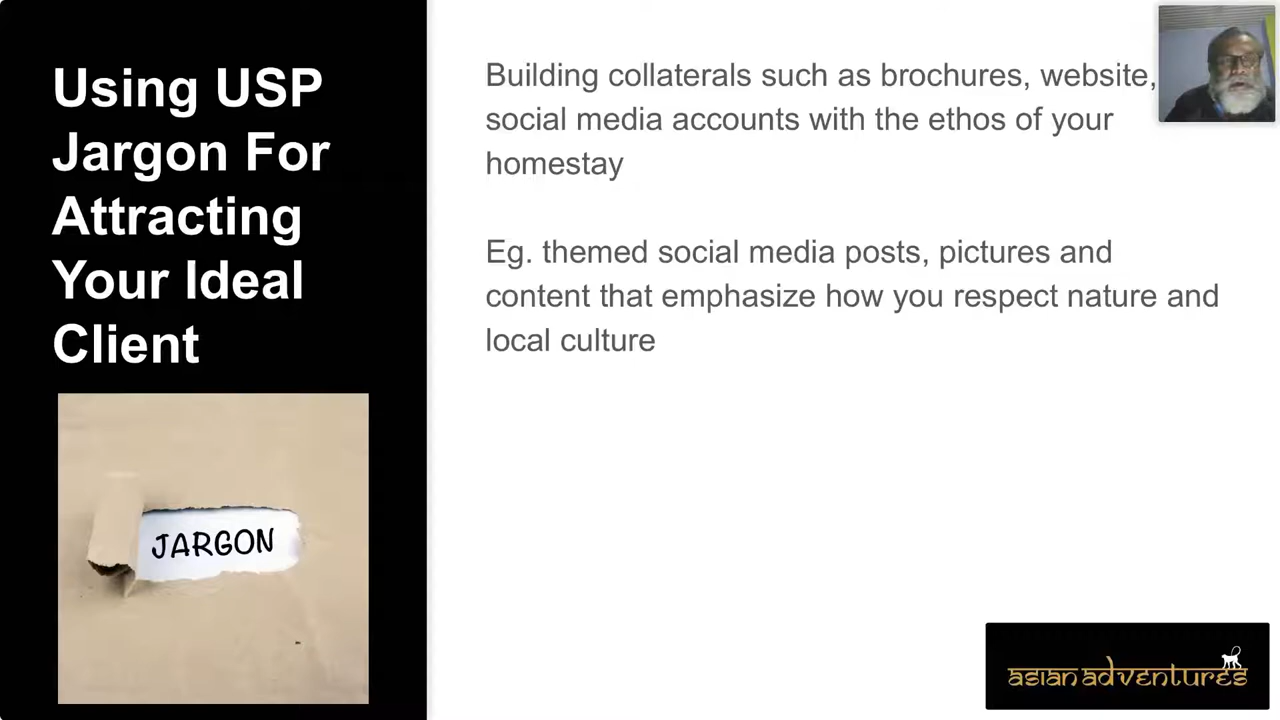 Using USP
Jargon For
Attracting
Your Ideal
Client
JARGON
Building collaterals such as brochures, website,
social media accounts with the ethos of your
homestay
Eg. themed social media posts, pictures and
content that emphasize how you respect nature and
local culture
asian adventures